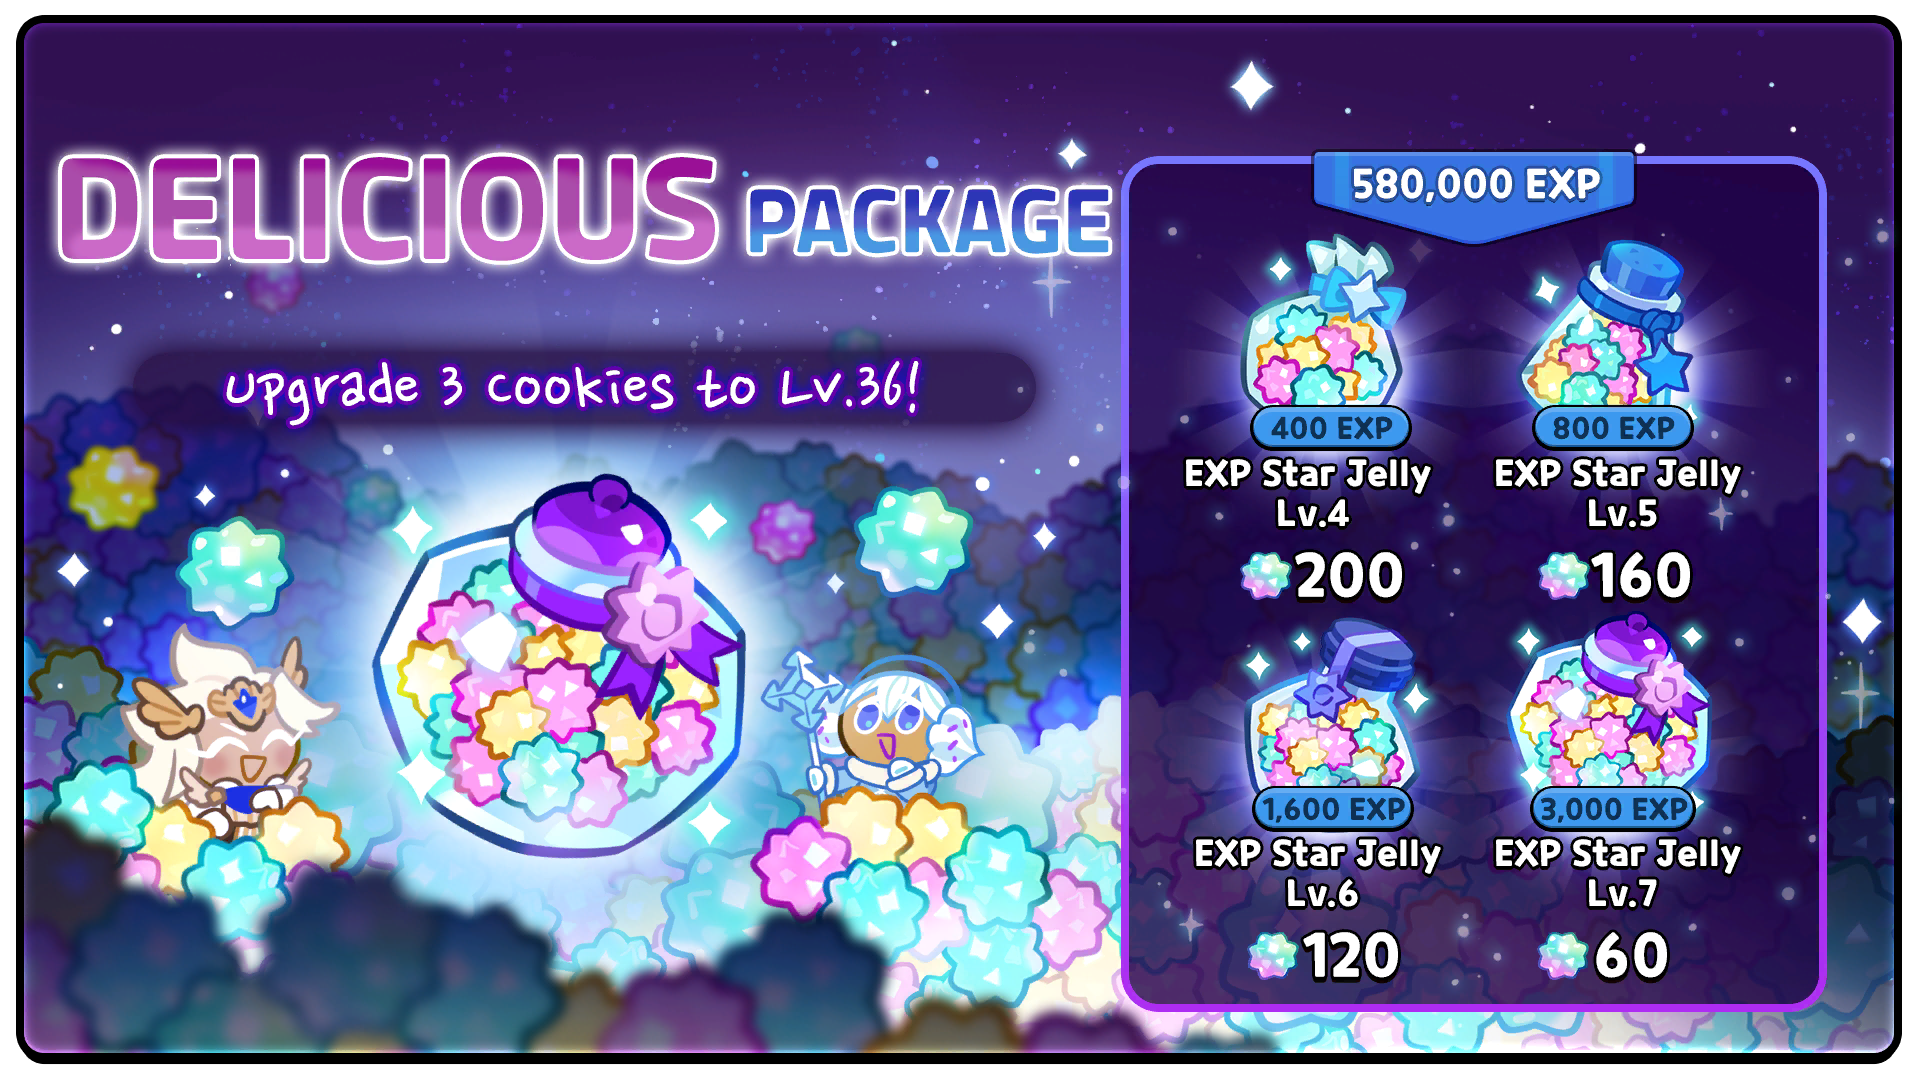 DELICIOUS PACKAGE
Upgrade 3 cookies to Lv.36!
580,000 EXP
400 EXP
EXP Star Jelly
Lv.4
200
800 EXP
EXP Star Jelly
Lv.5
160
1,600 EXP
EXP Star Jelly
Lv.6
120
3,000 EXP
EXP Star Jelly
Lv.7
60